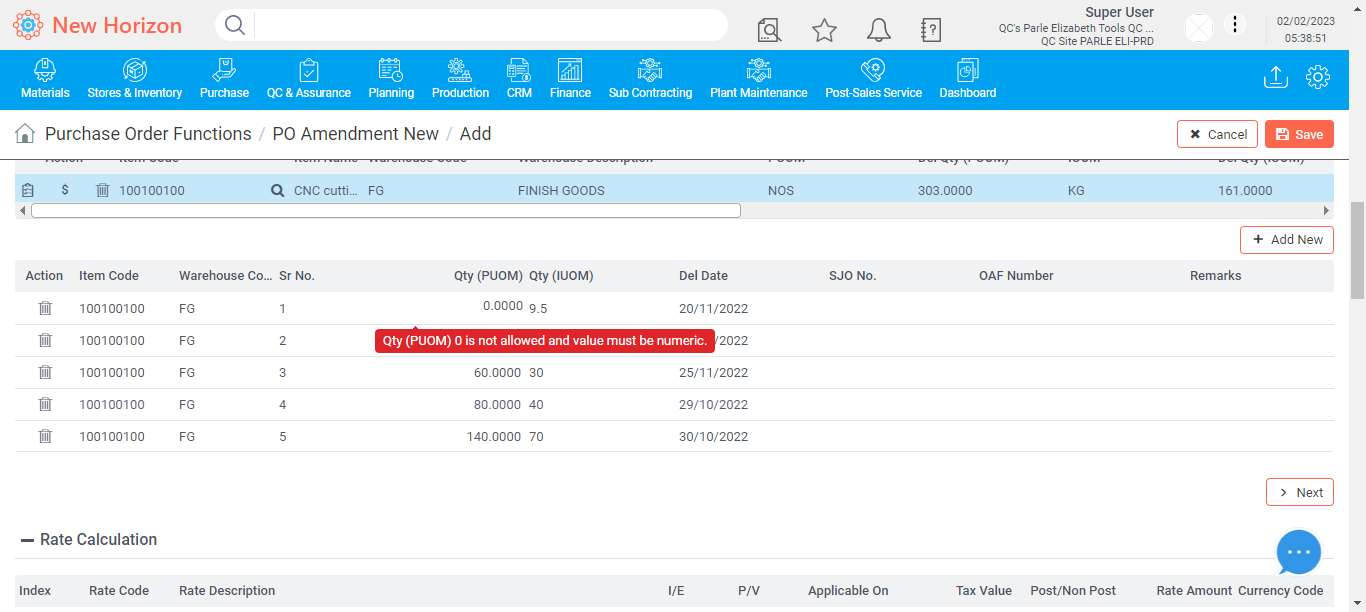 New Horizon
Super User
QC's Parle Elizabeth Tools QC ...
QC Site PARLE ELI-PRD
02/02/2023
05:38:51
Materials Stores & Inventory Purchase QC & Assurance Planning Production CRM Finance Sub Contracting Plant Maintenance Post-Sales Service Dashboard
Purchase Order Functions / PO Amendment New / Add
Cancel Save
Action Item Code Item Name Warehouse Code Warehouse Description PUOM Del Qty (PUOM) IUOM Del Qty (IUOM)
$ 100100100 CNC cutti... FG FINISH GOODS NOS 303.0000 KG 161.0000
+ Add New
Action Item Code Warehouse Co... Sr No. Qty (PUOM) Qty (IUOM) Del Date SJO No. OAF Number Remarks
100100100 FG 1 0.0000 9.5 20/11/2022
100100100 FG 2 /2022
Qty (PUOM) 0 is not allowed and value must be numeric.
100100100 FG 3 60.0000 30 25/11/2022
100100100 FG 4 80.0000 40 29/10/2022
100100100 FG 5 140.0000 70 30/10/2022
> Next
Rate Calculation
Index Rate Code Rate Description I/E P/V Applicable On Tax Value Post/Non Post Rate Amount Currency Code